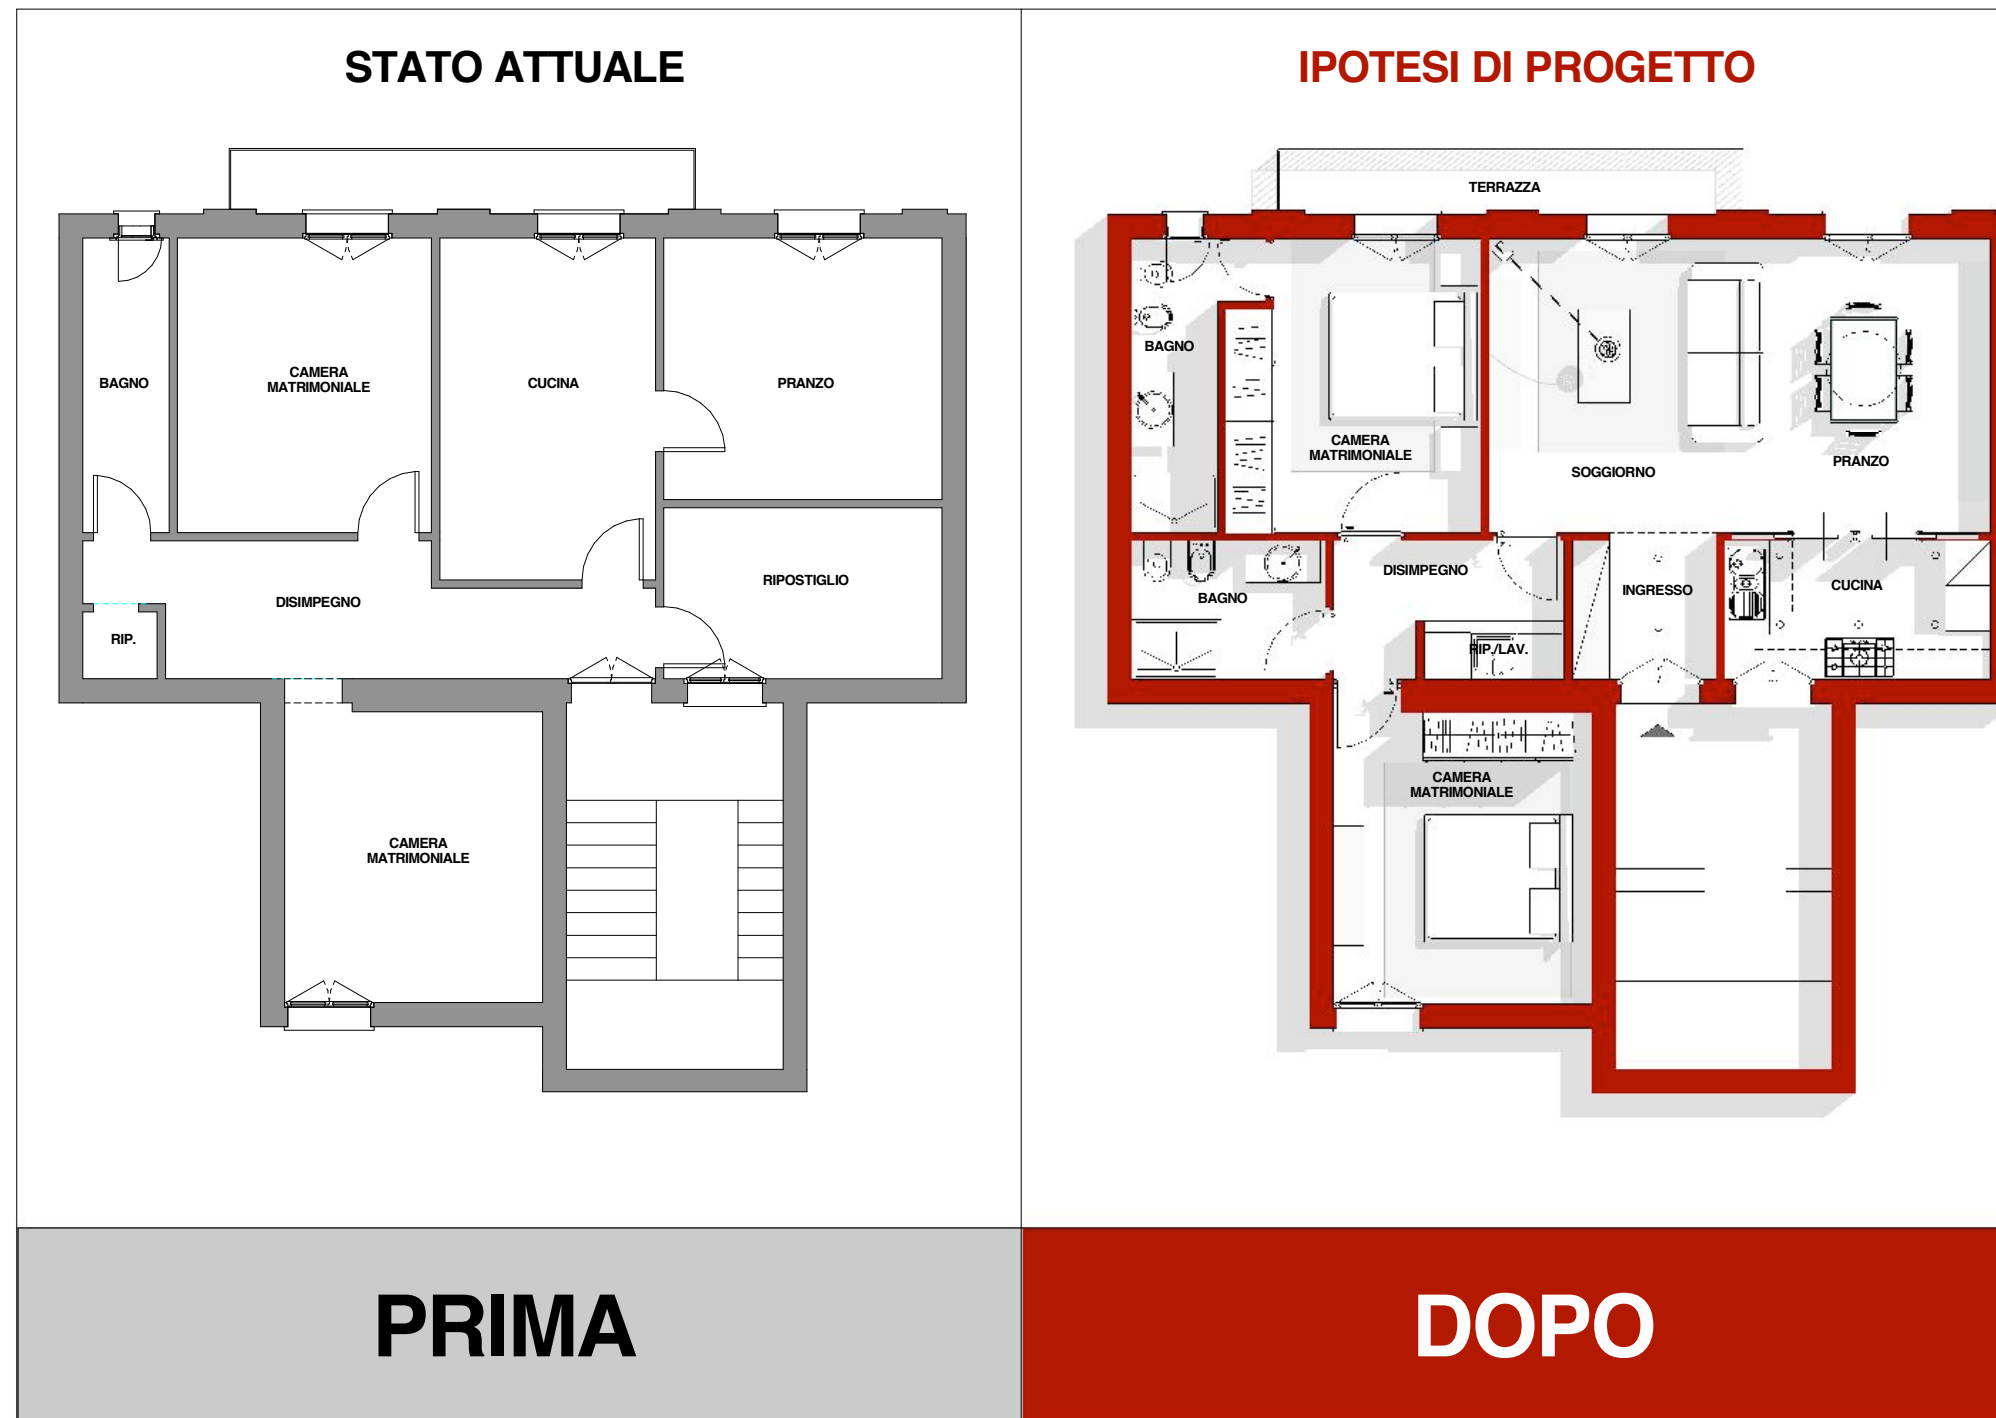 STATO ATTUALE
BAGNO
CAMERA
MATRIMONIALE
CUCINA
PRANZO
RIPOSTIGLIO
DISIMPEGNO
RIP.
CAMERA
MATRIMONIALE
PRIMA
IPOTESI DI PROGETTO
TERRAZZA
BAGNO
CAMERA
MATRIMONIALE
SOGGIORNO
PRANZO
BAGNO
DISIMPEGNO
RIP./LAV.
INGRESSO
CUCINA
CAMERA
MATRIMONIALE
DOPO